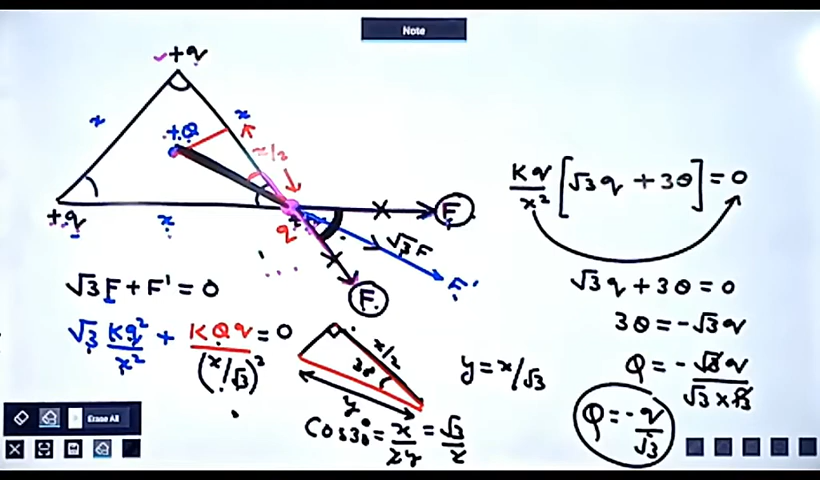 Note
+q
x
x
+Q
x/2
+q
x
q
F
√3F
F'
F
√3F + F' = 0
√3 Kq²/x² + KQq/(x/√3)² = 0
x/2
30
y
Cos30° = x/2y = √3/2
y = x/√3
Kq/x² [√3q + 3Q] = 0
√3q + 3Q = 0
3Q = -√3q
Q = -√3q/√3×√3
Q = -q/√3
Erase All